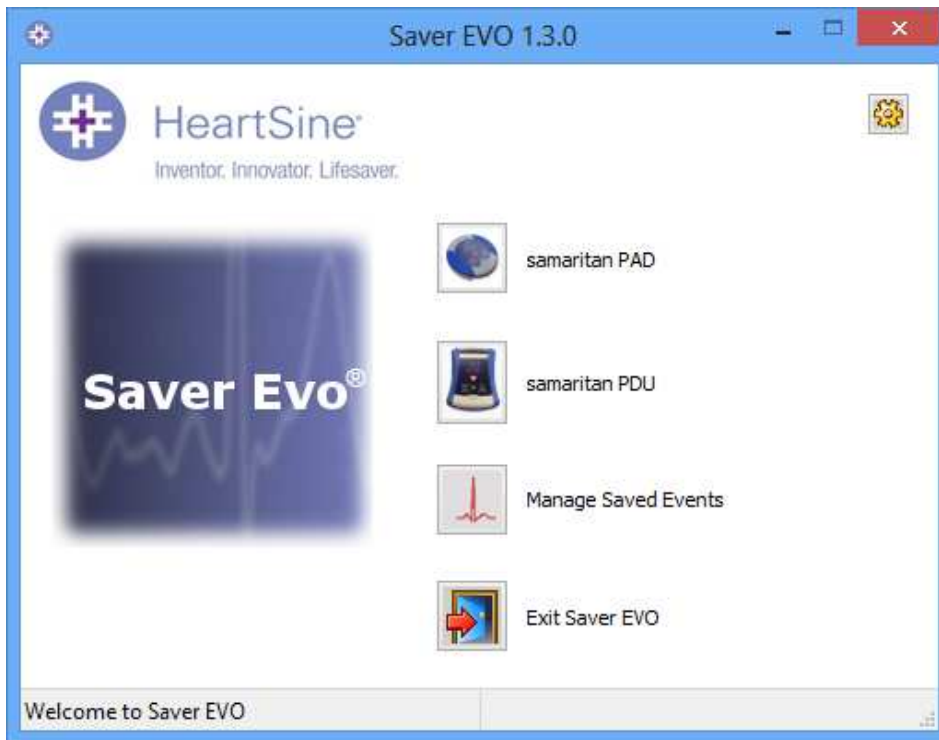 Saver EVO 1.3.0
HeartSine®
Inventor. Innovator. Lifesaver.
samaritan PAD
Saver Evo®
samaritan PDU
Manage Saved Events
Exit Saver EVO
Welcome to Saver EVO